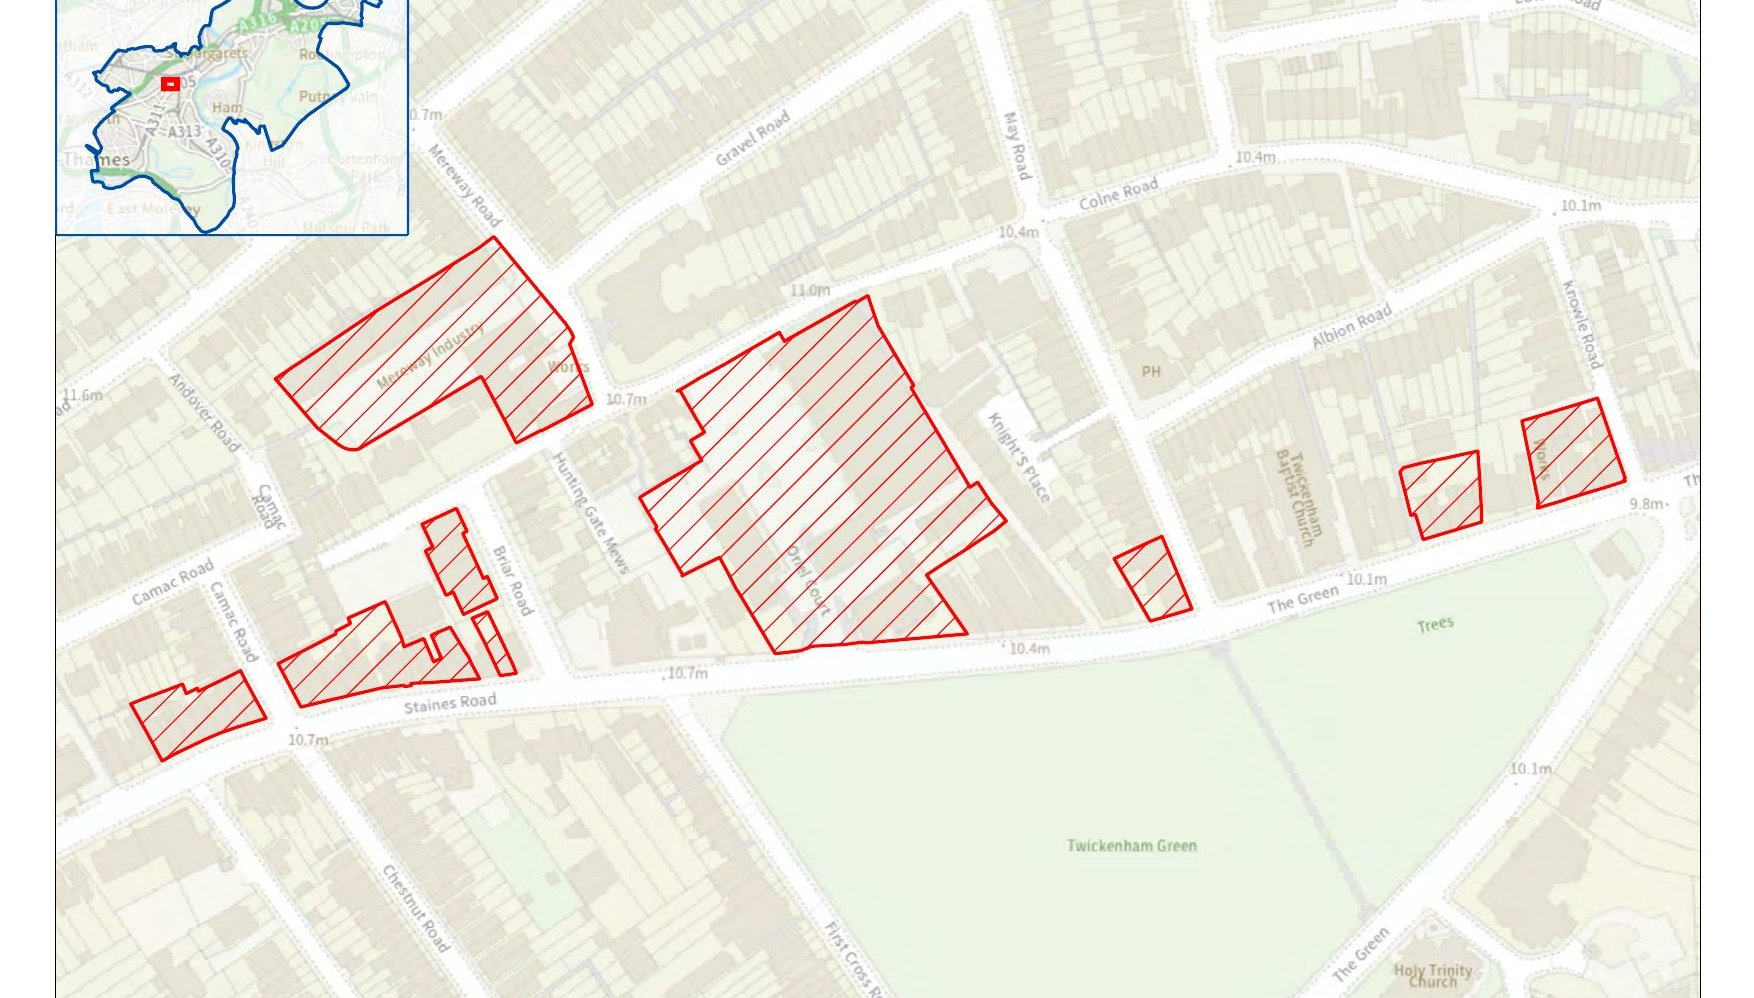 A316
A313
A310
Ham
Thames
10.7m
Mereway Road
Gravel Road
May Road
Colne Road
10.4m
10.1m
10.4m
11.0m
Mereway Industry
Works
11.6m
Andover Road
10.7m
Albion Road
Knowle Road
PH
Knight's Place
Twickenham
Baptist Church
Works
Camac
Road
Hunting Gate Mews
Briar Road
Oriel Court
9.8m
Camac Road
Camac Road
10.1m
The Green
Trees
10.4m
10.7m
Staines Road
10.7m
10.1m
Twickenham Green
Chestnut Road
First Cross R
The Green
Holy Trinity
Church